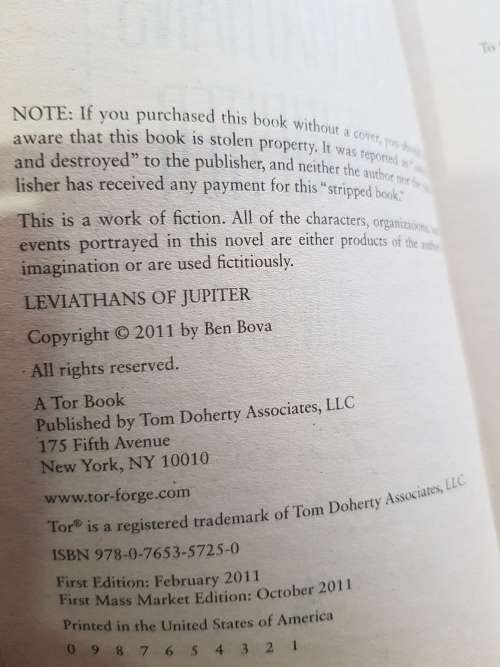 To
NOTE: If you purchased this book without a cover, you should
aware that this book is stolen property. It was reported as
and destroyed” to the publisher, and neither the author nor the
lisher has received any payment for this “stripped book.”
This is a work of fiction. All of the characters, organizations,
events portrayed in this novel are either products of the
imagination or are used fictitiously.
LEVIATHANS OF JUPITER
Copyright © 2011 by Ben Bova
All rights reserved.
A Tor Book
Published by Tom Doherty Associates, LLC
175 Fifth Avenue
New York, NY 10010
www.tor-forge.com
Tor® is a registered trademark of Tom Doherty Associates, LLC
ISBN 978-0-7653-5725-0
First Edition: February 2011
First Mass Market Edition: October 2011
Printed in the United States of America
0 9 8 7 6 5 4 3 2 1